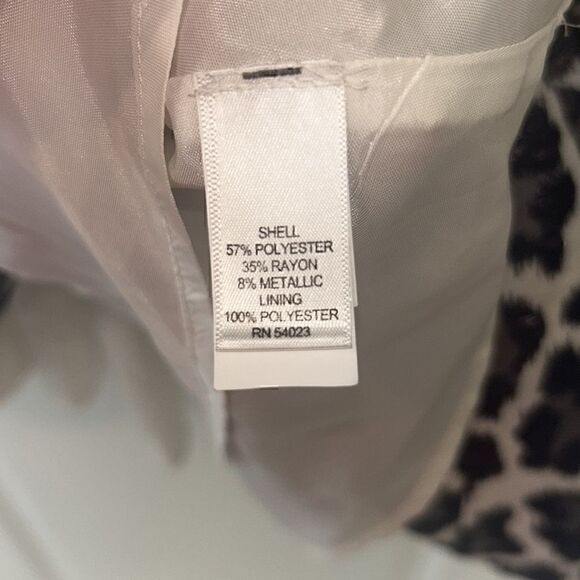 SHELL
57% POLYESTER
35% RAYON
8% METALLIC
LINING
100% POLYESTER
RN 54023